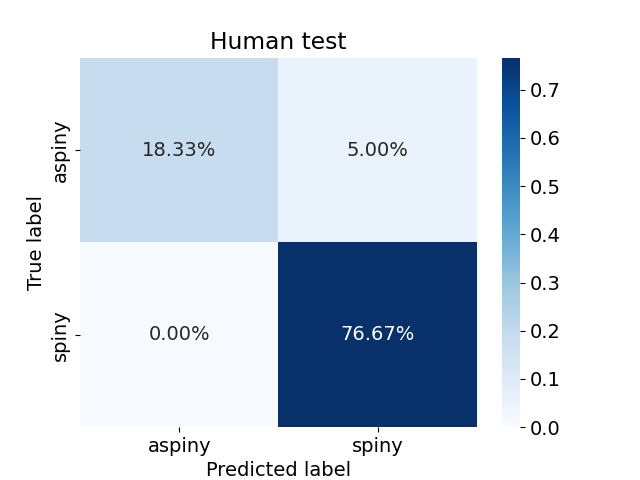 Human test
True label
aspiny
18.33%
5.00%
spiny
0.00%
76.67%
aspiny
spiny
Predicted label
0.7
0.6
0.5
0.4
0.3
0.2
0.1
0.0